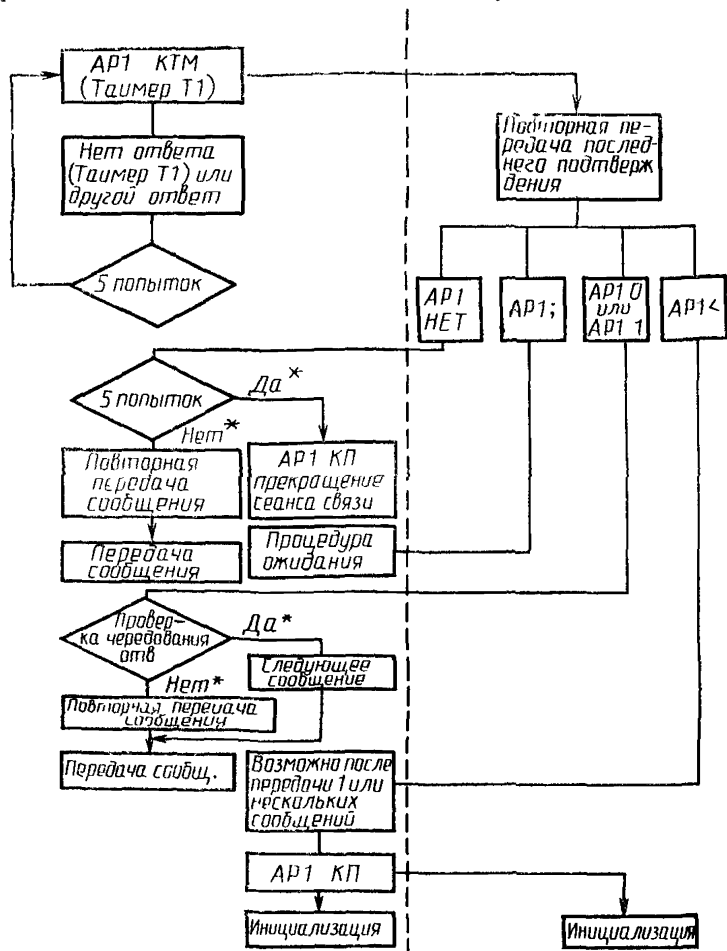 АР1 КТМ
(Таймер Т1)
Нет ответа
(Таймер Т1) или
другой ответ
5 попыток
Повторная пе-
редача послед-
него подтверж
дения
АР1
НЕТ
АР1;
АР1 0
или
АР1 1
АР1<
5 попыток
Да*
Нет*
Повторная
передача
сообщения
АР1 КП
прекращение
сеанса связи
Передача
сообщения
Процедура
ожидания
Провер-
ка чередования
отв
Да*
Следующее
сообщение
Нет*
Повторная передача
сообщения
Передача сообщ.
Возможно после
передачи 1 или
нескольких
сообщений
АР1 КП
Инициализация
Инициализация